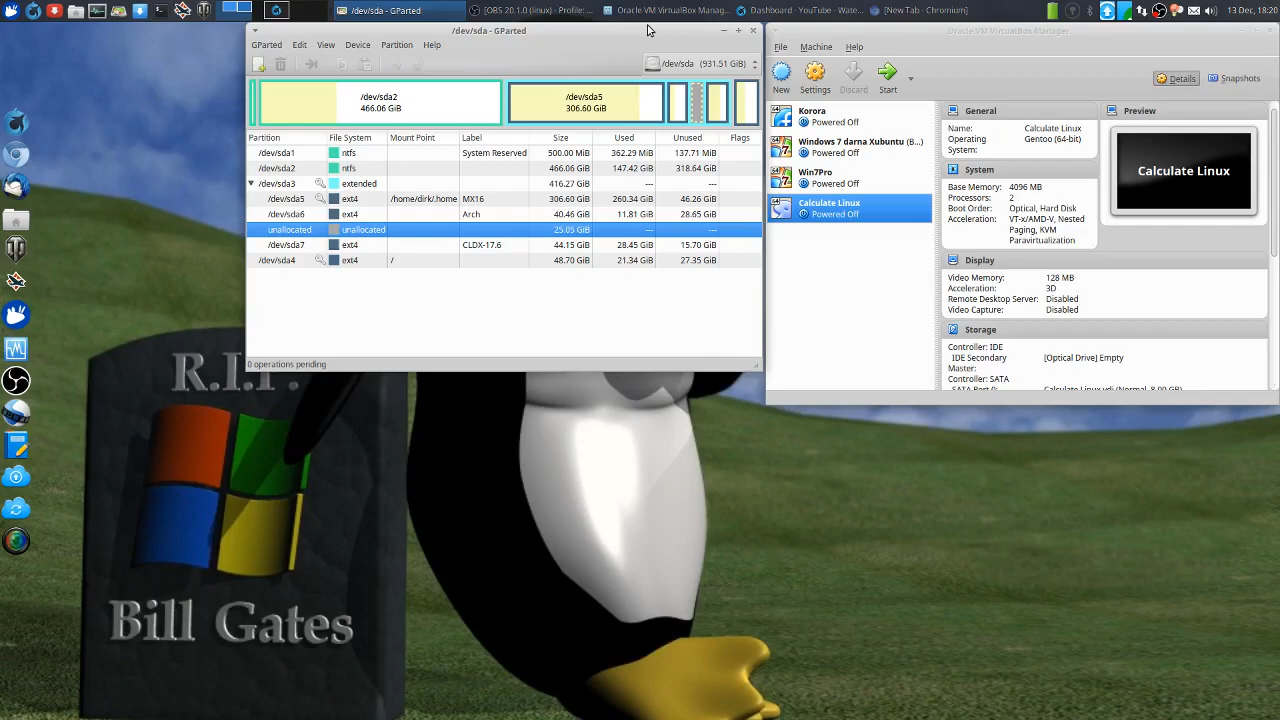 /dev/sda - GParted
[OBS 20.1.0 (linux) - Profile: ...
Oracle VM VirtualBox Manag...
Dashboard - YouTube - Wate...
[New Tab - Chromium]
13 Dec, 18:20
/dev/sda - GParted
GParted Edit View Device Partition Help
/dev/sda (931.51 GiB)
/dev/sda2
466.06 GiB
/dev/sda5
306.60 GiB
Partition File System Mount Point Label Size Used Unused Flags
/dev/sda1 ntfs System Reserved 500.00 MiB 362.29 MiB 137.71 MiB
/dev/sda2 ntfs 466.06 GiB 147.42 GiB 318.64 GiB
/dev/sda3 extended 416.27 GiB --- ---
/dev/sda5 ext4 /home/dirk/.home MX16 306.60 GiB 260.34 GiB 46.26 GiB
/dev/sda6 ext4 Arch 40.46 GiB 11.81 GiB 28.65 GiB
unallocated unallocated 25.05 GiB --- ---
/dev/sda7 ext4 CLDX-17.6 44.15 GiB 28.45 GiB 15.70 GiB
/dev/sda4 ext4 / 48.70 GiB 21.34 GiB 27.35 GiB
0 operations pending
Oracle VM VirtualBox Manager
File Machine Help
New Settings Discard Start
Details Snapshots
Korora
Powered Off
Windows 7 darna Xubuntu (B...)
Powered Off
Win7Pro
Powered Off
Calculate Linux
Powered Off
General
Name: Calculate Linux
Operating Gentoo (64-bit)
System:
System
Base Memory: 4096 MB
Processors: 2
Boot Order: Optical, Hard Disk
Acceleration: VT-x/AMD-V, Nested
Paging, KVM
Paravirtualization
Preview
Calculate Linux
Display
Video Memory: 128 MB
Acceleration: 3D
Remote Desktop Server: Disabled
Video Capture: Disabled
Storage
Controller: IDE
IDE Secondary [Optical Drive] Empty
Master:
Controller: SATA
SATA Port 0: Calculate Linux.vdi (Normal, 8.00 GB)
R.I.P.
Bill Gates